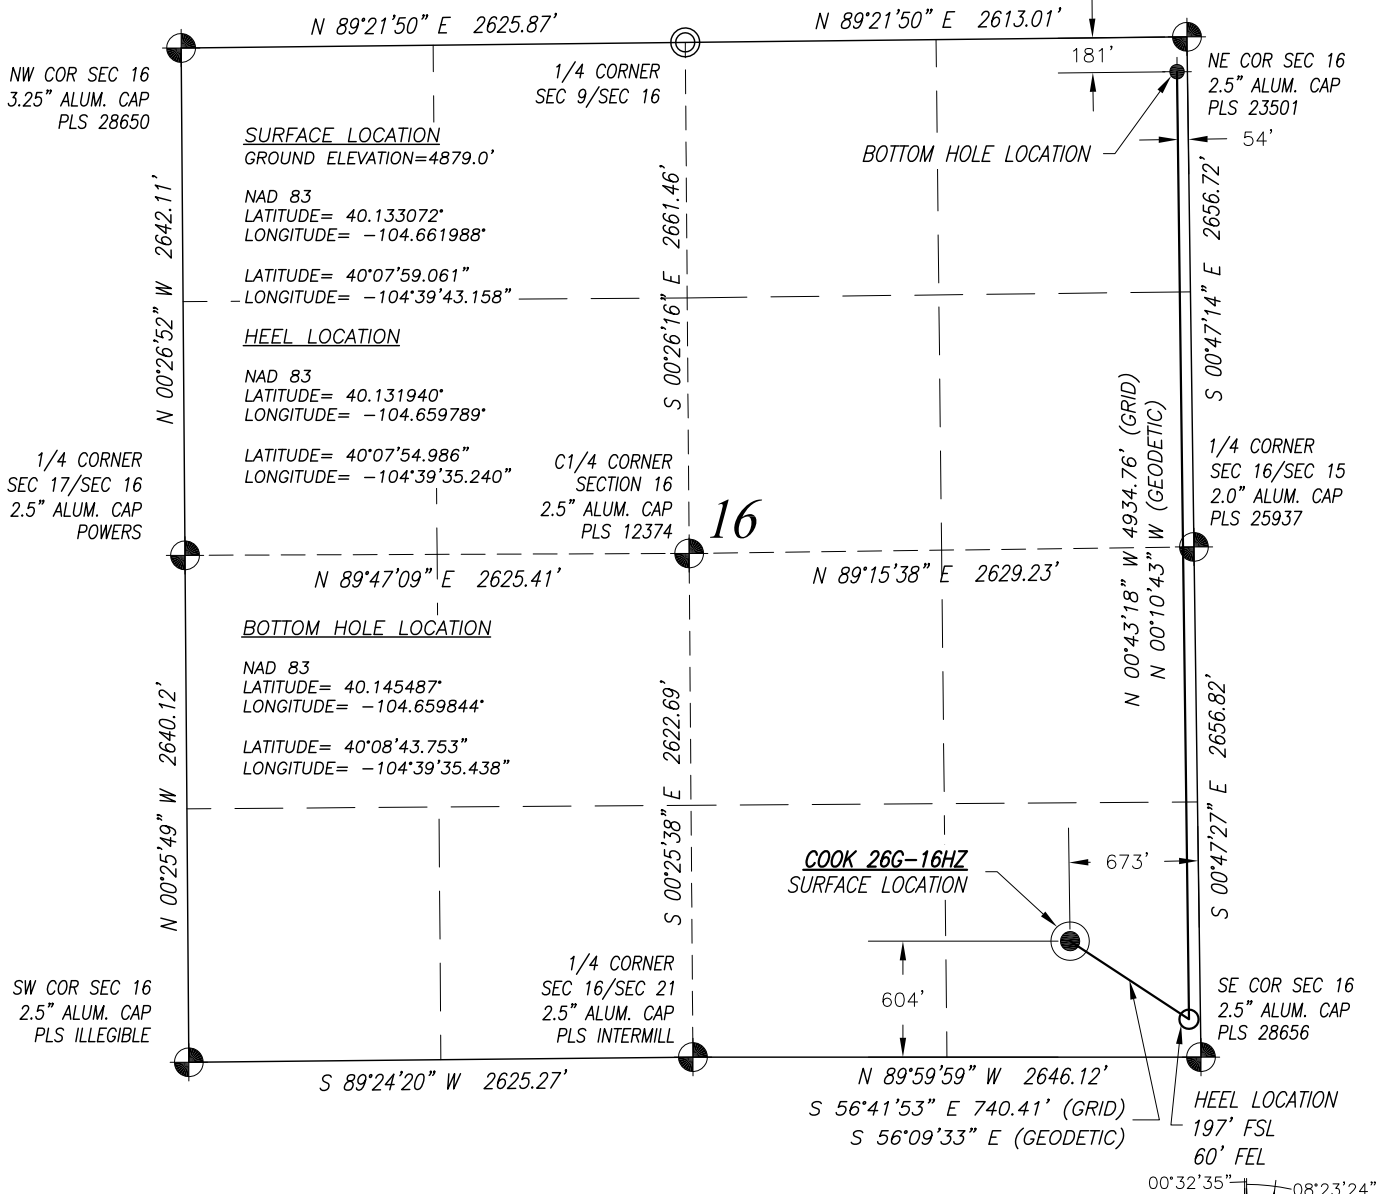 N 89°21'50" E 2625.87'
N 89°21'50" E 2613.01'
NW COR SEC 16
3.25" ALUM. CAP
PLS 28650
1/4 CORNER
SEC 9/SEC 16
181'
NE COR SEC 16
2.5" ALUM. CAP
PLS 23501
54'
BOTTOM HOLE LOCATION
SURFACE LOCATION
GROUND ELEVATION=4879.0'
NAD 83
LATITUDE= 40.133072°
LONGITUDE= -104.661988°
LATITUDE= 40°07'59.061"
LONGITUDE= -104°39'43.158"
HEEL LOCATION
NAD 83
LATITUDE= 40.131940°
LONGITUDE= -104.659789°
LATITUDE= 40°07'54.986"
LONGITUDE= -104°39'35.240"
N 00°26'52" W 2642.11'
S 00°26'16" E 2661.46'
S 00°47'14" E 2656.72'
1/4 CORNER
SEC 17/SEC 16
2.5" ALUM. CAP
POWERS
C1/4 CORNER
SECTION 16
2.5" ALUM. CAP
PLS 12374
16
1/4 CORNER
SEC 16/SEC 15
2.0" ALUM. CAP
PLS 25937
N 00°43'18" W 4934.76' (GRID)
N 00°10'43" W (GEODETIC)
N 89°47'09" E 2625.41'
N 89°15'38" E 2629.23'
BOTTOM HOLE LOCATION
NAD 83
LATITUDE= 40.145487°
LONGITUDE= -104.659844°
LATITUDE= 40°08'43.753"
LONGITUDE= -104°39'35.438"
N 00°25'49" W 2640.12'
S 00°25'38" E 2622.69'
S 00°47'27" E 2656.82'
COOK 26G-16HZ
SURFACE LOCATION
673'
604'
SW COR SEC 16
2.5" ALUM. CAP
PLS ILLEGIBLE
1/4 CORNER
SEC 16/SEC 21
2.5" ALUM. CAP
PLS INTERMILL
SE COR SEC 16
2.5" ALUM. CAP
PLS 28656
S 89°24'20" W 2625.27'
N 89°59'59" W 2646.12'
S 56°41'53" E 740.41' (GRID)
S 56°09'33" E (GEODETIC)
HEEL LOCATION
197' FSL
60' FEL
00°32'35"
08°23'24"